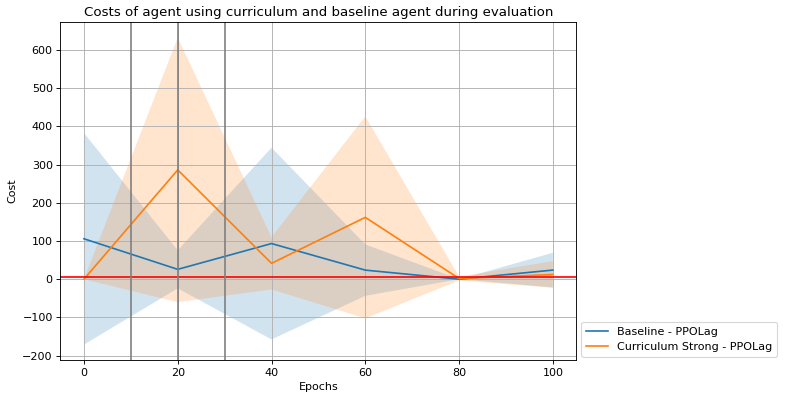 Costs of agent using curriculum and baseline agent during evaluation
600
500
400
300
200
100
0
−100
−200
Cost
0 20 40 60 80 100
Epochs
Baseline - PPOLag
Curriculum Strong - PPOLag